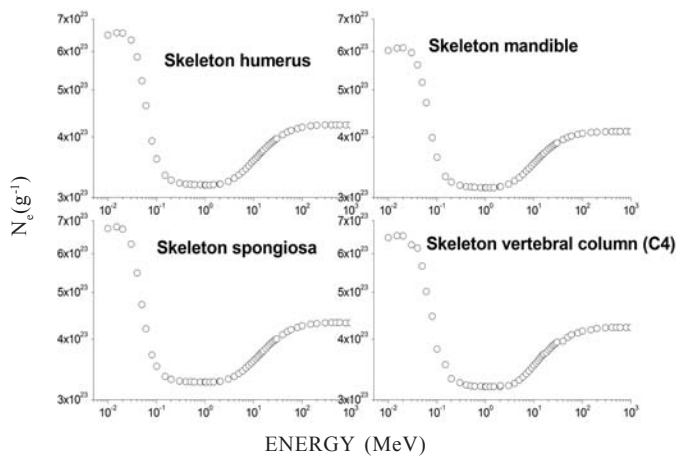 7x10²³
6x10²³
5x10²³
4x10²³
3x10²³
10⁻² 10⁻¹ 10⁰ 10¹ 10² 10³
Skeleton humerus
7x10²³
6x10²³
5x10²³
4x10²³
3x10²³
10⁻² 10⁻¹ 10⁰ 10¹ 10² 10³
Skeleton mandible
7x10²³
6x10²³
5x10²³
4x10²³
3x10²³
10⁻² 10⁻¹ 10⁰ 10¹ 10² 10³
Skeleton spongiosa
7x10²³
6x10²³
5x10²³
4x10²³
3x10²³
10⁻² 10⁻¹ 10⁰ 10¹ 10² 10³
Skeleton vertebral column (C4)
Nₑ(g⁻¹)
ENERGY (MeV)